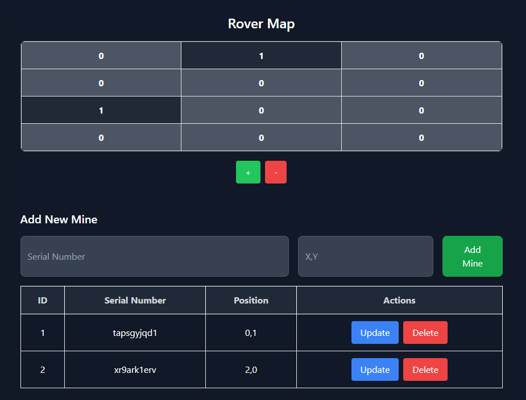 Rover Map
0 1 0
0 0 0
1 0 0
0 0 0
+ -
Add New Mine
Serial Number X,Y Add
Mine
ID Serial Number Position Actions
1 tapsgyjqd1 0,1 Update Delete
2 xr9ark1erv 2,0 Update Delete